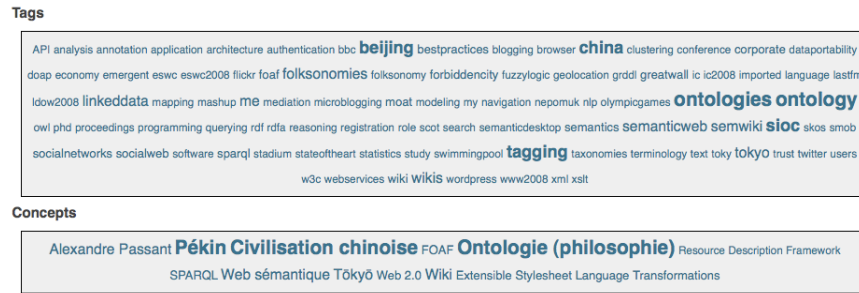 Tags
API analysis annotation application architecture authentication bbc beijing bestpractices blogging browser china clustering conference corporate dataportability
doap economy emergent eswc eswc2008 flickr foaf folksonomies folksonomy forbiddencity fuzzylogic geolocation grddl greatwall ic ic2008 imported language lastfm
ldow2008 linkeddata mapping mashup me mediation microblogging moat modeling my navigation nepomuk nlp olympicgames ontologies ontology
owl phd proceedings programming querying rdf rdfa reasoning registration role scot search semanticdesktop semantics semanticweb semwiki sioc skos smob
socialnetworks socialweb software sparql stadium stateoftheart statistics study swimmingpool tagging taxonomies terminology text toky tokyo trust twitter users
w3c webservices wiki wikis wordpress www2008 xml xslt
Concepts
Alexandre Passant Pékin Civilisation chinoise FOAF Ontologie (philosophie) Resource Description Framework
SPARQL Web sémantique Tōkyō Web 2.0 Wiki Extensible Stylesheet Language Transformations